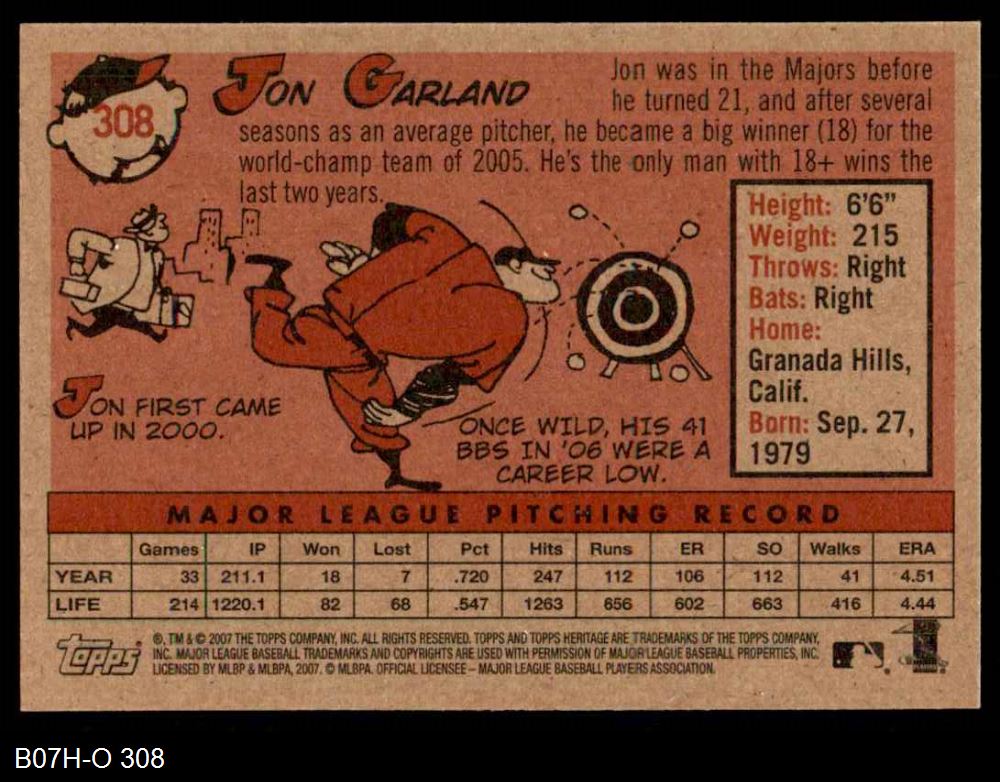 308
JON GARLAND
Jon was in the Majors before
he turned 21, and after several
seasons as an average pitcher, he became a big winner (18) for the
world-champ team of 2005. He's the only man with 18+ wins the
last two years.
Height: 6'6"
Weight: 215
Throws: Right
Bats: Right
Home:
Granada Hills,
Calif.
Born: Sep. 27,
1979
JON FIRST CAME
UP IN 2000.
ONCE WILD, HIS 41
BBS IN '06 WERE A
CAREER LOW.
MAJOR LEAGUE PITCHING RECORD
Games IP Won Lost Pct Hits Runs ER SO Walks ERA
YEAR 33 211.1 18 7 .720 247 112 106 112 41 4.51
LIFE 214 1220.1 82 68 .547 1263 656 602 663 416 4.44
Topps
®, TM & © 2007 THE TOPPS COMPANY, INC. ALL RIGHTS RESERVED. TOPPS AND TOPPS HERITAGE ARE TRADEMARKS OF THE TOPPS COMPANY,
INC. MAJOR LEAGUE BASEBALL TRADEMARKS AND COPYRIGHTS ARE USED WITH PERMISSION OF MAJOR LEAGUE BASEBALL PROPERTIES, INC.
LICENSED BY MLBP & MLBPA, 2007. © MLBPA. OFFICIAL LICENSEE – MAJOR LEAGUE BASEBALL PLAYERS ASSOCIATION.
B07H-O 308